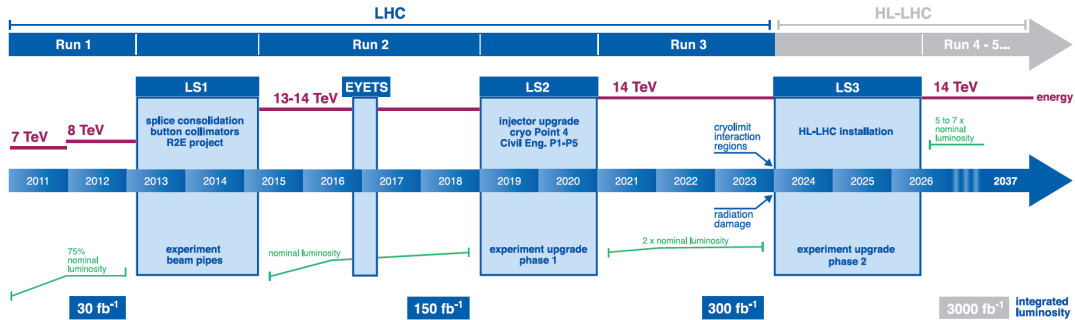 LHC
HL-LHC
Run 1
Run 2
Run 3
Run 4 - 5...
LS1
EYETS
LS2
14 TeV
LS3
14 TeV
13-14 TeV
energy
7 TeV
8 TeV
splice consolidation
button collimators
R2E project
injector upgrade
cryo Point 4
Civil Eng. P1-P5
cryolimit
interaction
regions
HL-LHC installation
5 to 7 x
nominal
luminosity
2011
2012
2013
2014
2015
2016
2017
2018
2019
2020
2021
2022
2023
2024
2025
2026
2037
radiation
damage
75%
nominal
luminosity
experiment
beam pipes
nominal luminosity
experiment upgrade
phase 1
2 x nominal luminosity
experiment upgrade
phase 2
30 fb⁻¹
150 fb⁻¹
300 fb⁻¹
3000 fb⁻¹
integrated
luminosity